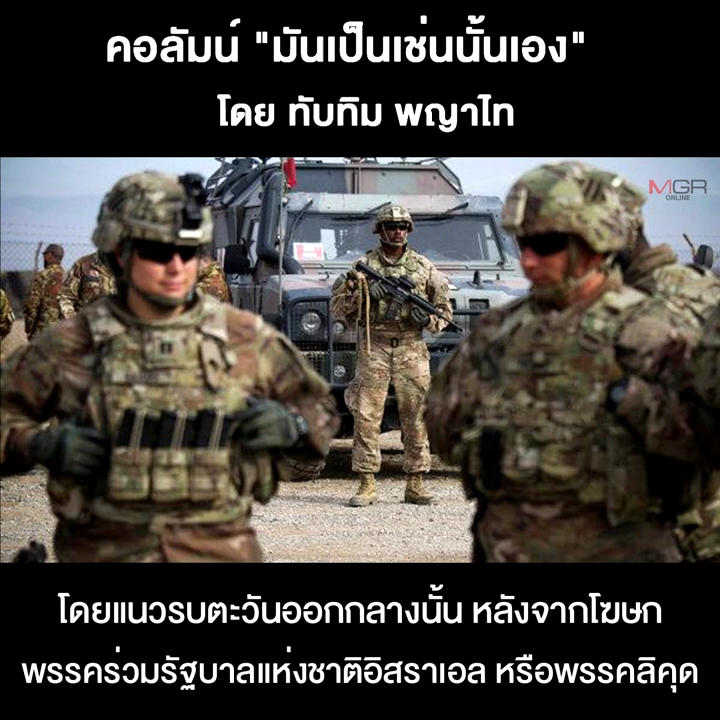 คอลัมน์ "มันเป็นเช่นนั้นเอง"
โดย ทับทิม พญาไท
MGR
ONLINE
H
โดยแนวรบตะวันออกกลางนั้น หลังจากโฆษก
พรรคร่วมรัฐบาลแห่งชาติอิสราเอล หรือพรรคลิคุด